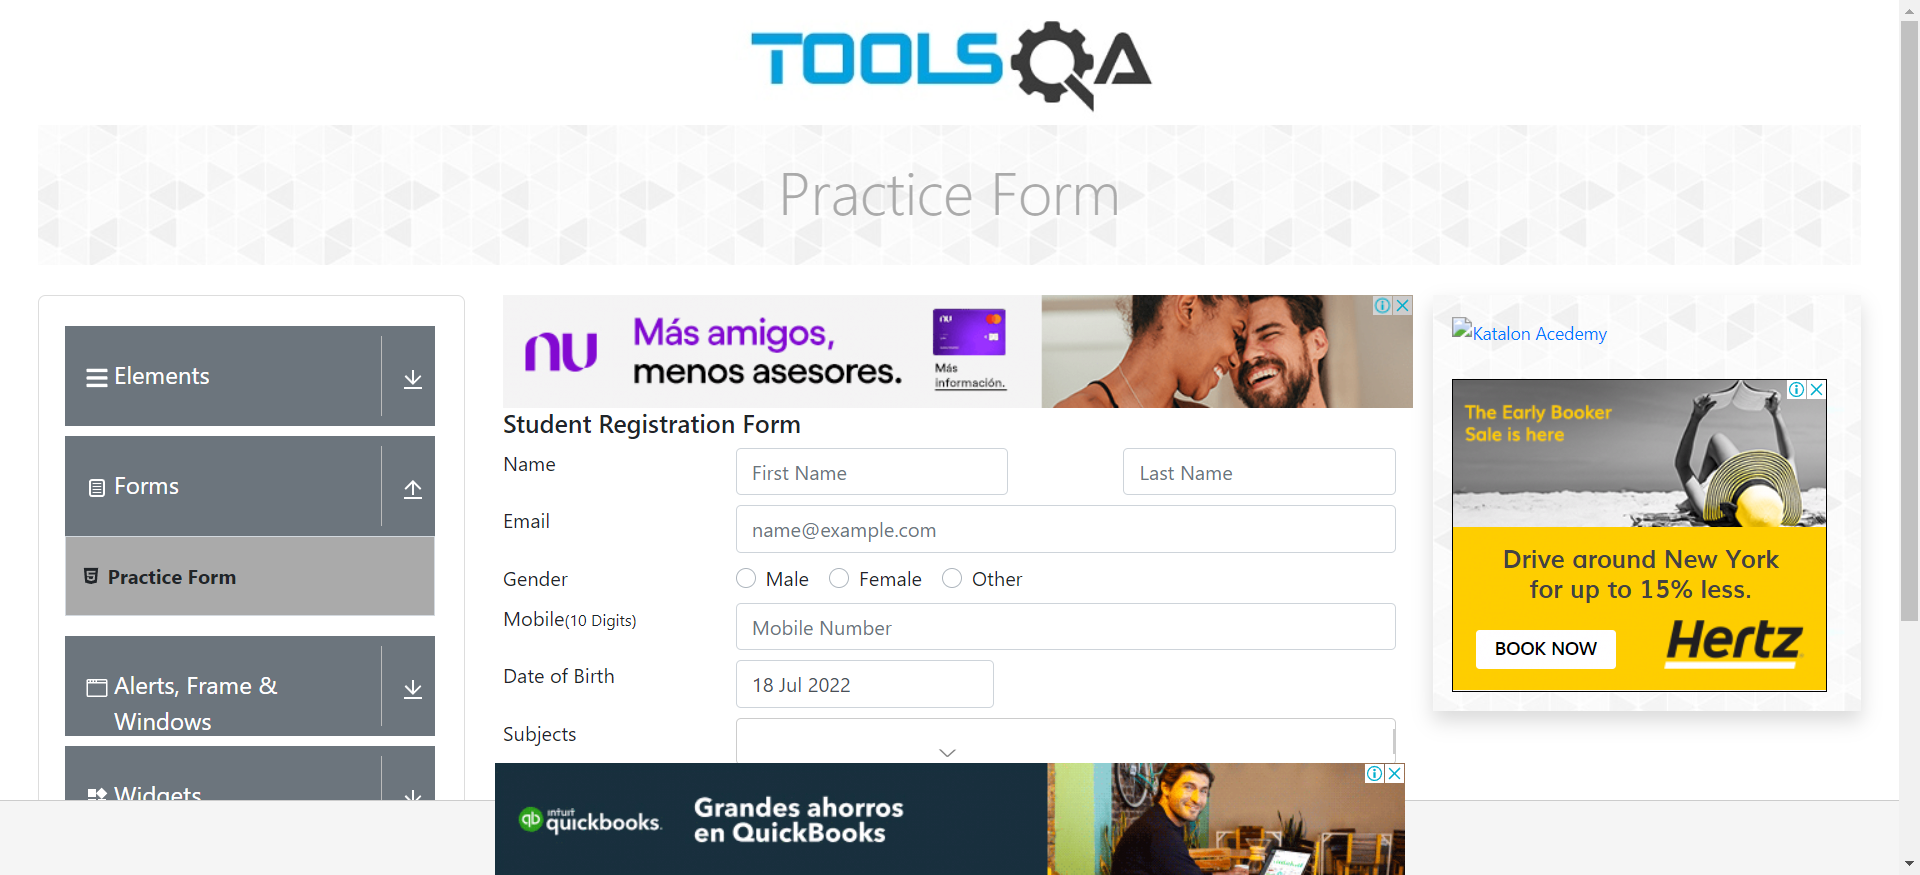 TOOLSQA
Practice Form
Elements
Forms
Practice Form
Alerts, Frame &
Windows
Widgets
nu
Más amigos,
menos asesores.
nu
Más
información.
Student Registration Form
Name
First Name
Last Name
Email
name@example.com
Gender
Male
Female
Other
Mobile(10 Digits)
Mobile Number
Date of Birth
18 Jul 2022
Subjects
Katalon Acedemy
The Early Booker
Sale is here
Drive around New York
for up to 15% less.
BOOK NOW
Hertz
qb
intuit
quickbooks.
Grandes ahorros
en QuickBooks